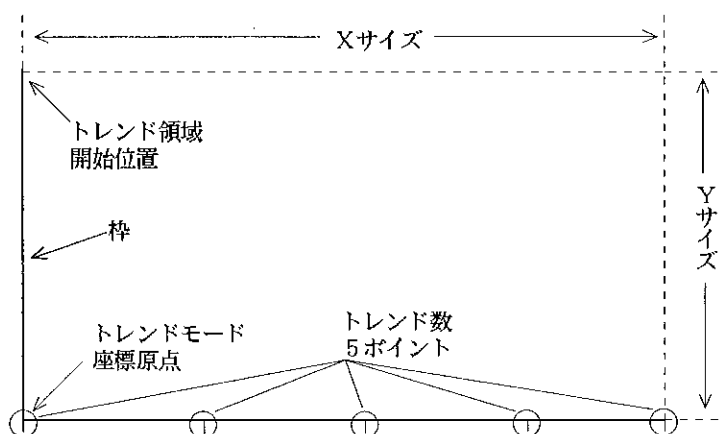 Xサイズ
トレンド領域
開始位置
Yサイズ
枠
トレンドモード
座標原点
トレンド数
5ポイント